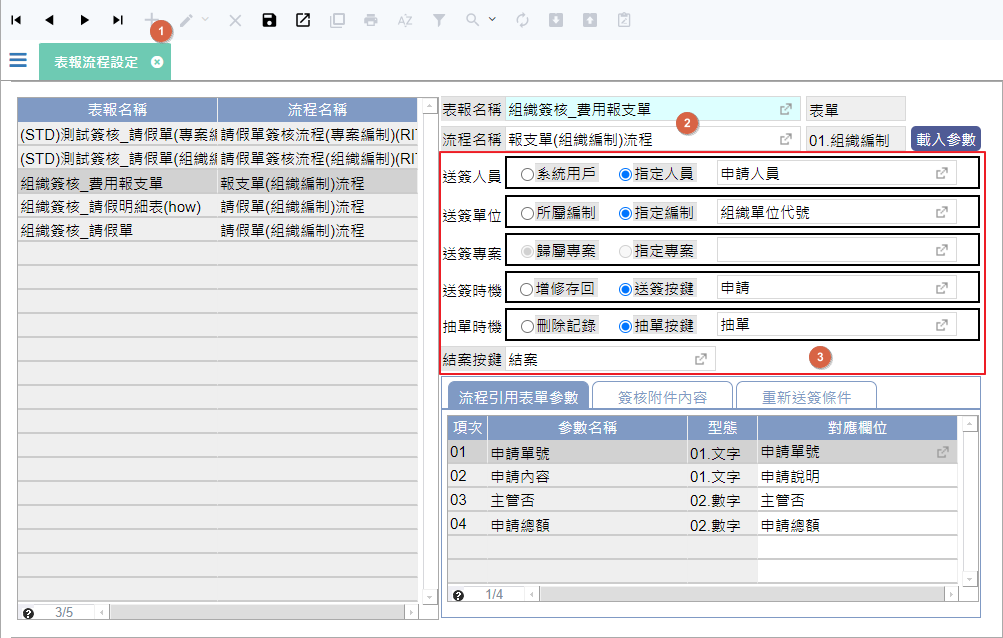 1
表報流程設定
表報名稱 流程名稱
(STD)測試簽核_請假單(專案編 請假單簽核流程(專案編制)(RI
(STD)測試簽核_請假單(組織編 請假單簽核流程(組織編制)(RI
組織簽核_費用報支單 報支單(組織編制)流程
組織簽核_請假明細表(how) 請假單(組織編制)流程
組織簽核_請假單 請假單(組織編制)流程
3/5
表報名稱 組織簽核_費用報支單 表單
2
流程名稱 報支單(組織編制)流程 01.組織編制 載入參數
送簽人員 系統用戶 指定人員 申請人員
送簽單位 所屬編制 指定編制 組織單位代號
送簽專案 歸屬專案 指定專案
送簽時機 增修存回 送簽按鍵 申請
抽單時機 刪除記錄 抽單按鍵 抽單
結案按鍵 結案 3
流程引用表單參數 簽核附件內容 重新送簽條件
項次 參數名稱 型態 對應欄位
01 申請單號 01.文字 申請單號
02 申請內容 01.文字 申請說明
03 主管否 02.數字 主管否
04 申請總額 02.數字 申請總額
1/4